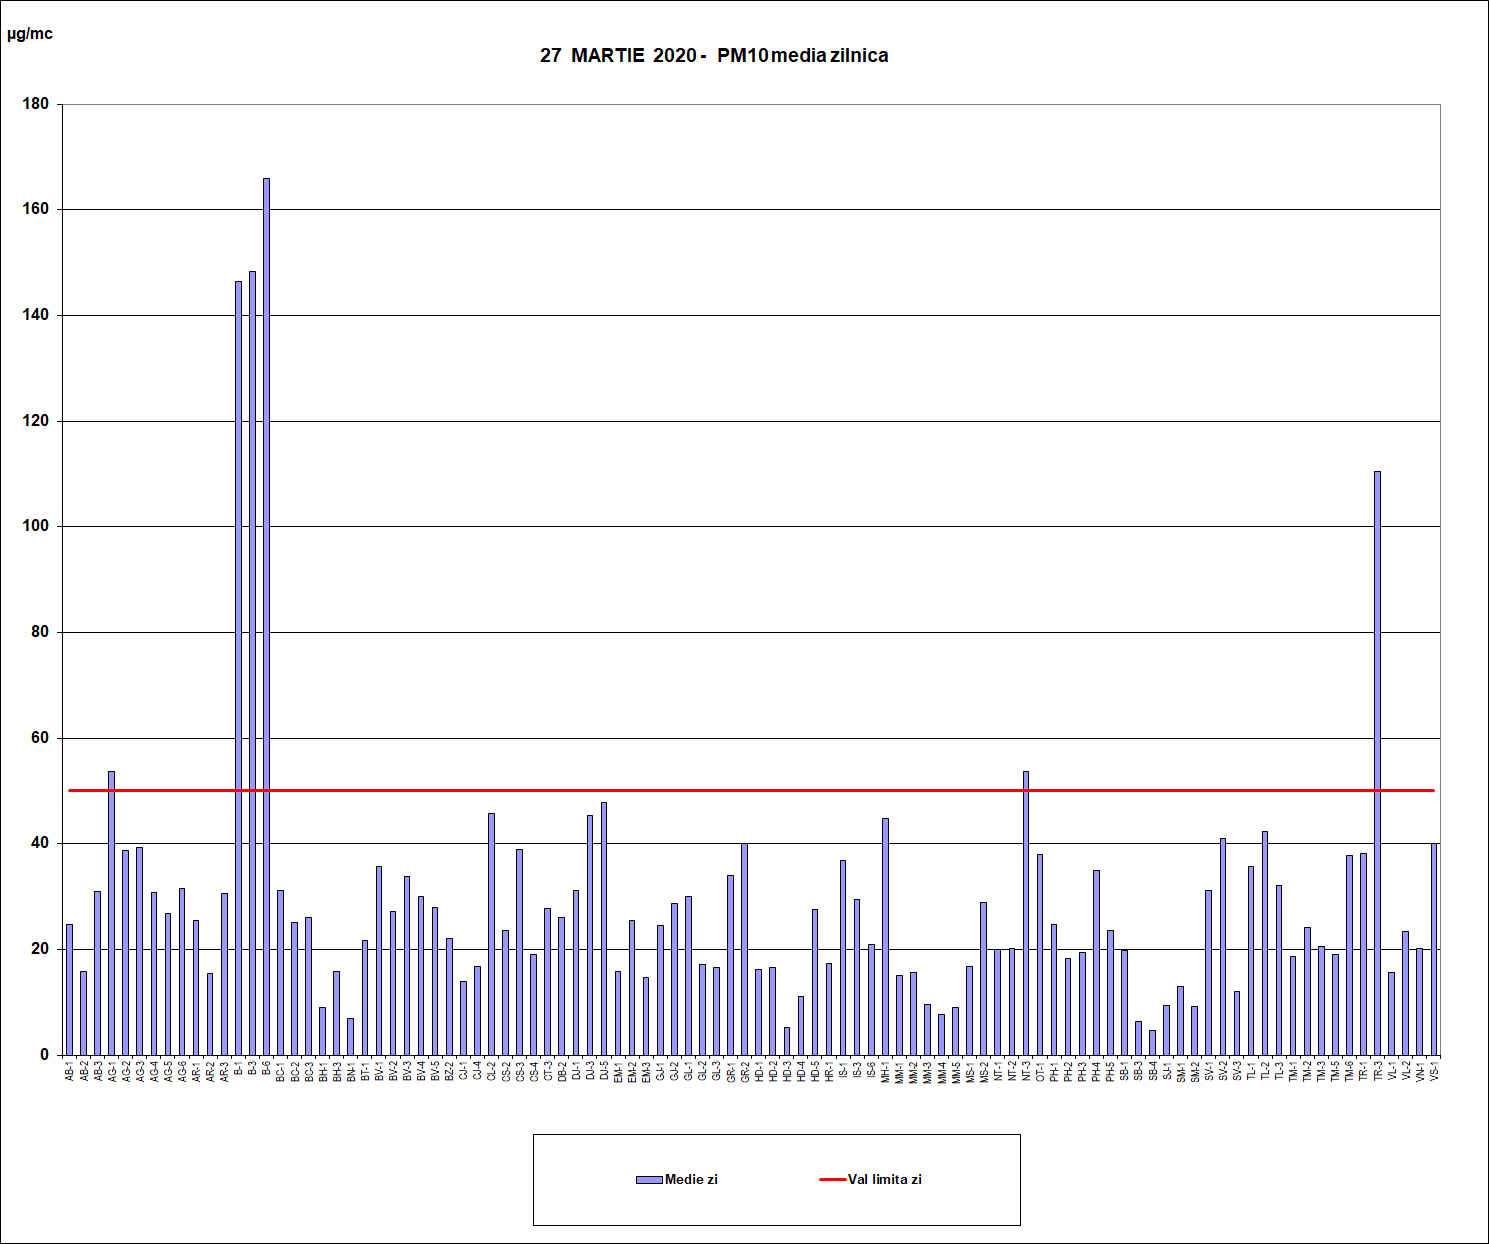 µg/mc
27 MARTIE 2020 - PM10 media zilnica
180
160
140
120
100
80
60
40
20
0
AB-1 AB-2 AB-3 AG-1 AG-2 AG-3 AG-4 AG-5 AG-6 AR-1 AR-2 AR-3 B-1 B-3 B-6 BC-1 BC-2 BC-3 BH-1 BH-3 BN-1 BT-1 BV-1 BV-2 BV-3 BV-4 BV-5 BZ-2 CJ-1 CJ-4 CL-2 CS-2 CS-3 CS-4 CT-3 DB-2 DJ-1 DJ-3 DJ-5 EM-1 EM-2 EM-3 GJ-1 GJ-2 GL-1 GL-2 GL-3 GR-1 GR-2 HD-1 HD-2 HD-3 HD-4 HD-5 HR-1 IS-1 IS-3 IS-6 MH-1 MM-1 MM-2 MM-3 MM-4 MM-5 MS-1 MS-2 NT-1 NT-2 NT-3 OT-1 PH-1 PH-2 PH-3 PH-4 PH-5 SB-1 SB-3 SB-4 SJ-1 SM-1 SM-2 SV-1 SV-2 SV-3 TL-1 TL-2 TL-3 TM-1 TM-2 TM-3 TM-5 TM-6 TR-1 TR-3 VL-1 VL-2 VN-1 VS-1
Medie zi
Val limita zi